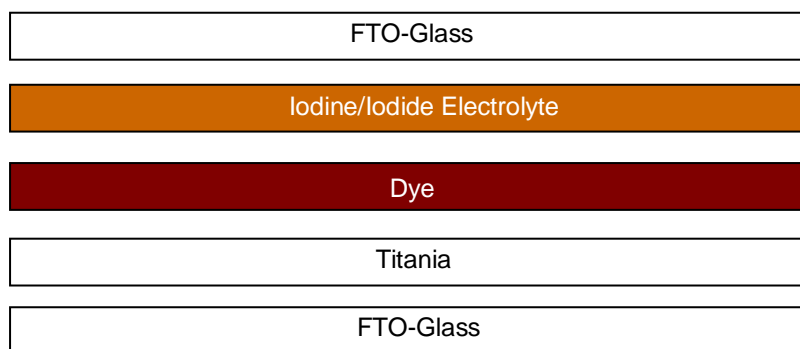 FTO-Glass
Iodine/Iodide Electrolyte
Dye
Titania
FTO-Glass